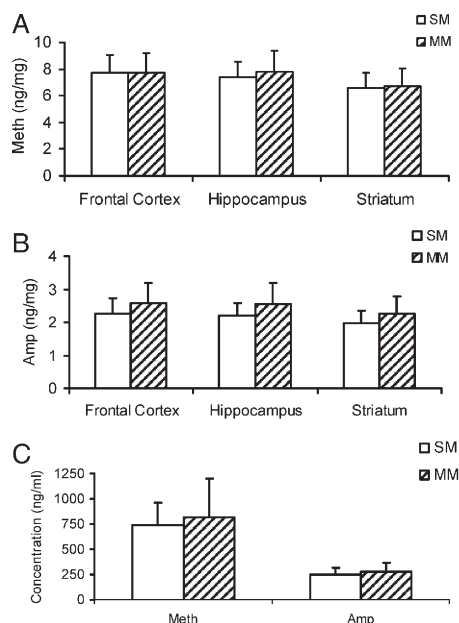 A
SM
MM
Meth (ng/mg)
10
8
6
4
2
0
Frontal Cortex Hippocampus Striatum
B
SM
MM
Amp (ng/mg)
4
3
2
1
0
Frontal Cortex Hippocampus Striatum
C
SM
MM
Concentration (ng/ml)
1250
1000
750
500
250
0
Meth Amp